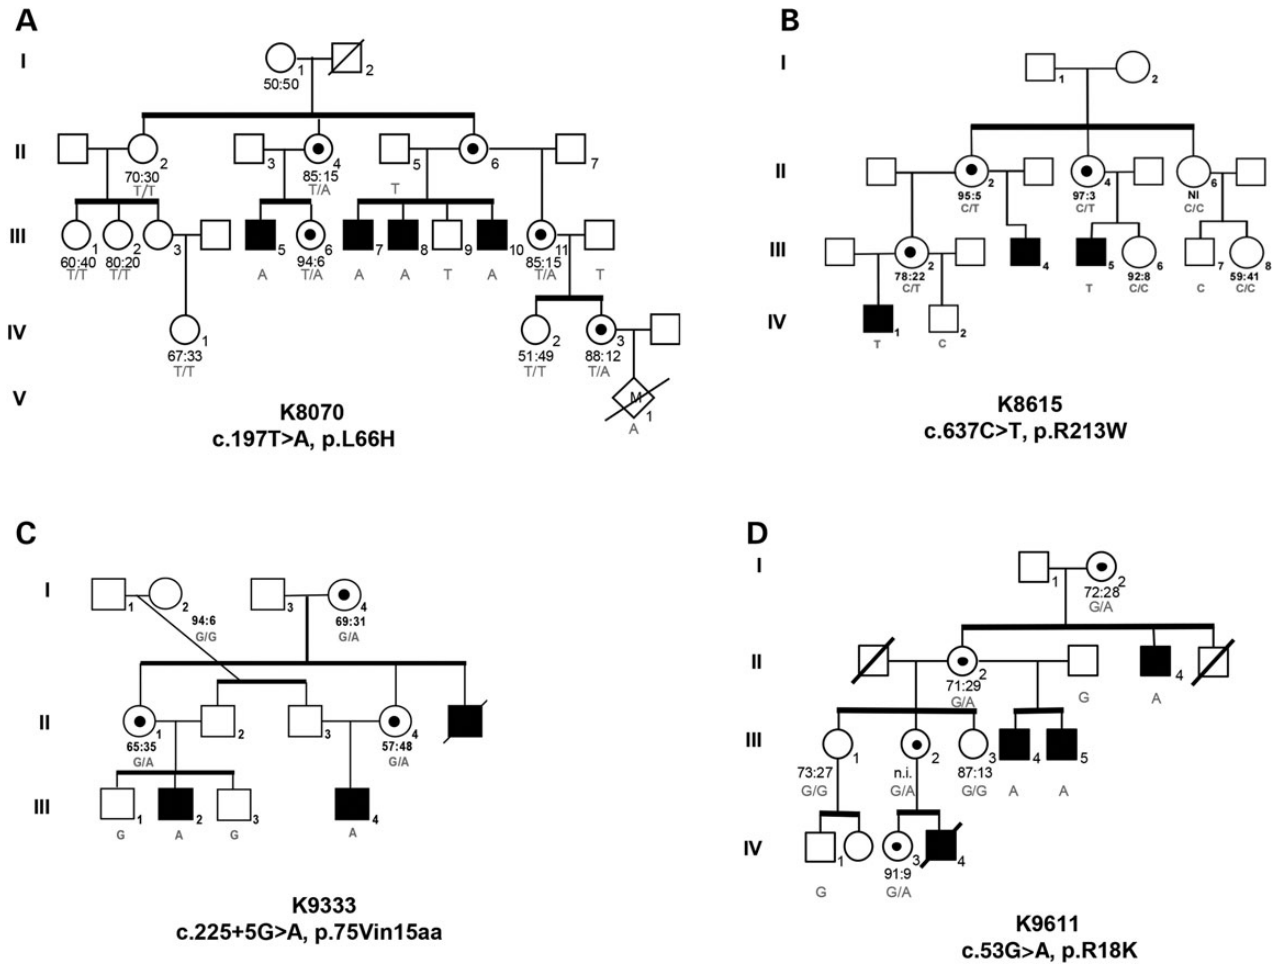 A
I
1
2
50:50
II
2
3
4
5
6
7
70:30
T/T
85:15
T/A
T
III
1
2
3
5
6
7
8
9
10
11
60:40
80:20
94:6
85:15
T/T
T/T
A
T/A
A
A
T
A
T/A
T
IV
1
2
3
67:33
51:49
88:12
T/T
T/T
T/A
V
M
1
A
K8070
c.197T>A, p.L66H
B
I
1
2
II
2
4
6
95:5
97:3
NI
C/T
C/T
C/C
III
2
4
5
6
7
8
78:22
92:8
59:41
C/T
T
C/C
C
C/C
IV
1
2
T
C
K8615
c.637C>T, p.R213W
C
I
1
2
3
4
94:6
69:31
G/G
G/A
II
1
2
3
4
65:35
57:48
G/A
G/A
III
1
2
3
4
G
A
G
A
K9333
c.225+5G>A, p.75Vin15aa
D
I
1
2
72:28
G/A
II
2
4
71:29
G/A
G
A
III
1
2
3
4
5
73:27
n.i.
87:13
G/G
G/A
G/G
A
A
IV
1
3
4
91:9
G
G/A
K9611
c.53G>A, p.R18K